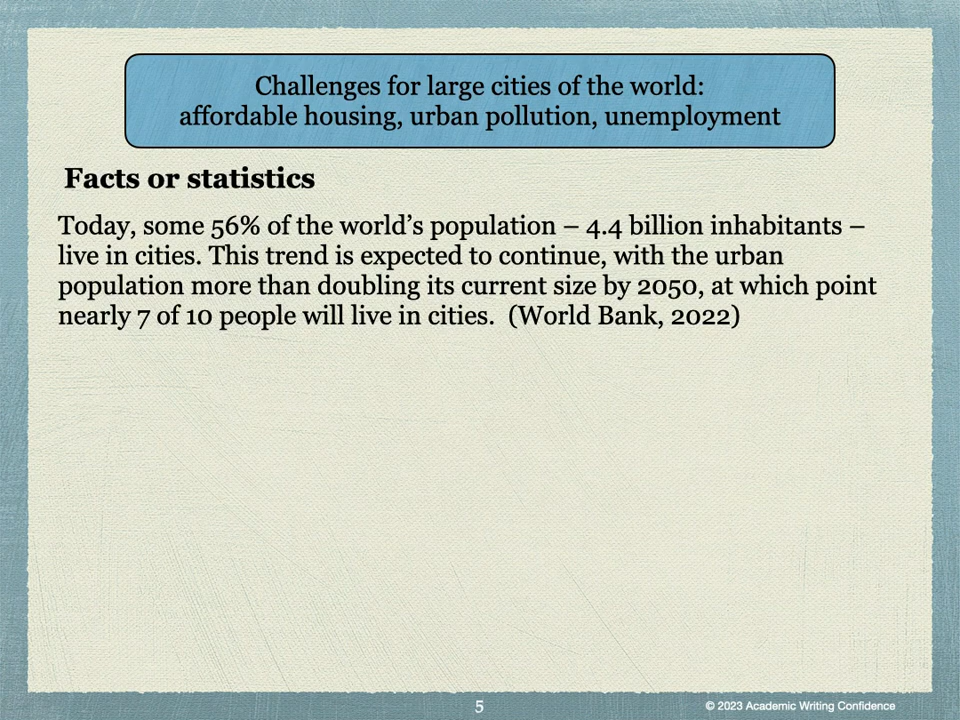 Challenges for large cities of the world:
affordable housing, urban pollution, unemployment
Facts or statistics
Today, some 56% of the world’s population – 4.4 billion inhabitants –
live in cities. This trend is expected to continue, with the urban
population more than doubling its current size by 2050, at which point
nearly 7 of 10 people will live in cities.  (World Bank, 2022)
5
© 2023 Academic Writing Confidence